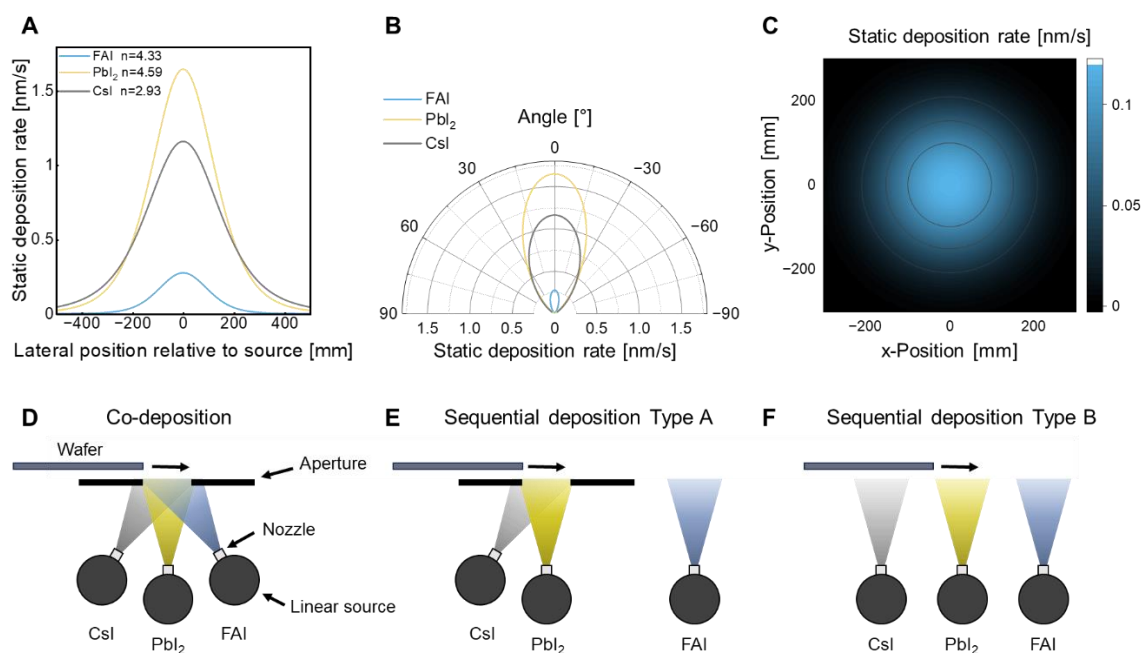 A
Static deposition rate [nm/s]
FAI n=4.33
PbI₂ n=4.59
CsI n=2.93
1.5
1
0.5
0
−400 −200 0 200 400
Lateral position relative to source [mm]
B
FAI
PbI₂
CsI
Angle [°]
0
30 −30
60 −60
90 −90
1.5 1.0 0.5 0 0.5 1.0 1.5
Static deposition rate [nm/s]
C
Static deposition rate [nm/s]
y-Position [mm]
200
0
−200
−200 0 200
x-Position [mm]
0.1
0.05
0
D
Co-deposition
Wafer
Aperture
Nozzle
Linear source
CsI
PbI₂
FAI
E
Sequential deposition Type A
CsI
PbI₂
FAI
F
Sequential deposition Type B
CsI
PbI₂
FAI